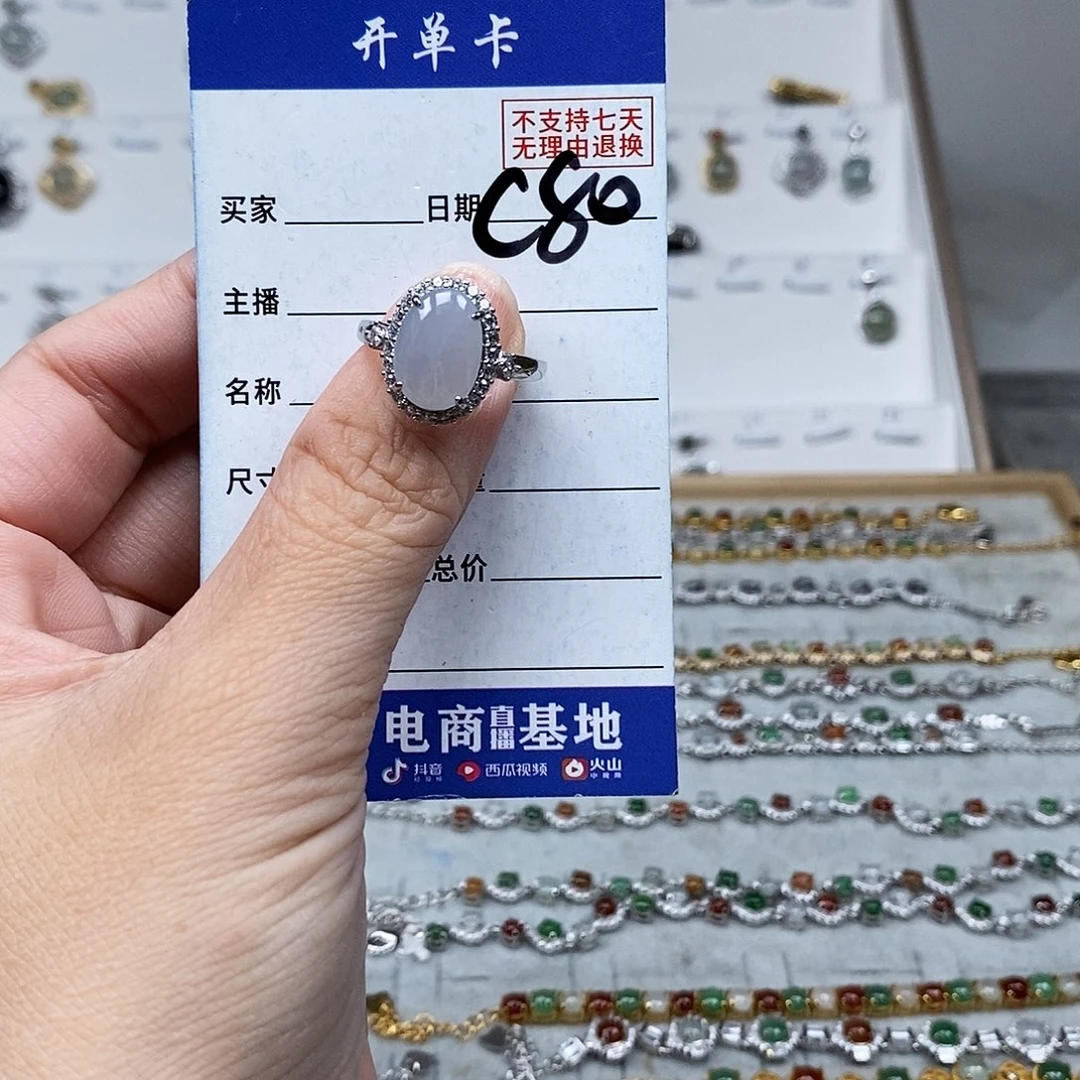 开单卡
不支持七天
无理由退换
买家 日期 C80
主播
名称
尺寸
总价
电商直播基地
抖音 西瓜视频 火山